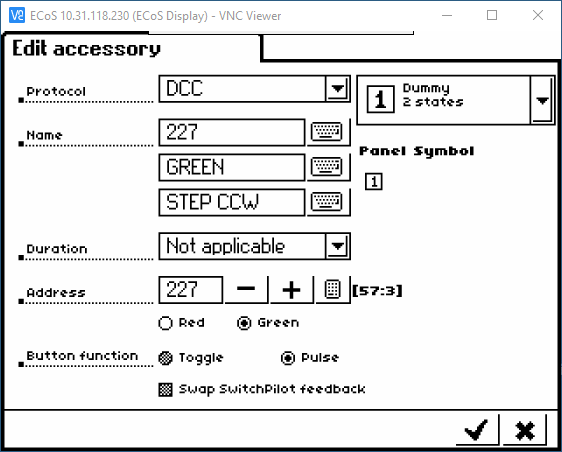 ECoS 10.31.118.230 (ECoS Display) - VNC Viewer
Edit accessory
Protocol
DCC
1
Dummy
2 states
Name
227
GREEN
STEP CCW
Panel Symbol
1
Duration
Not applicable
Address
227
[57:3]
Red
Green
Button function
Toggle
Pulse
Swap SwitchPilot feedback